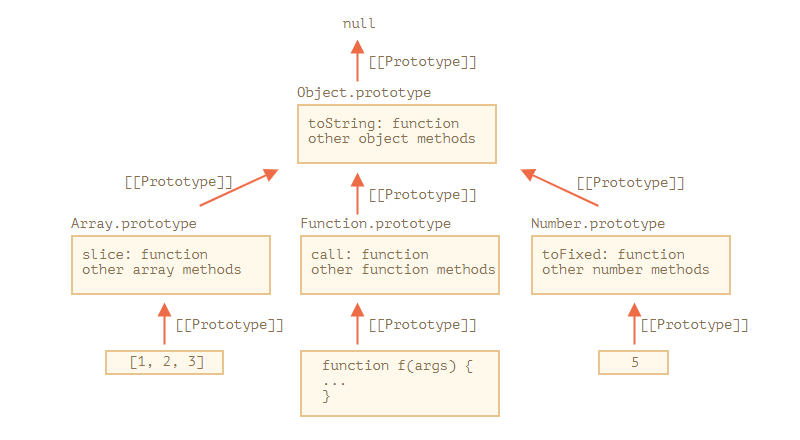 null
[[Prototype]]
Object.prototype
toString: function
other object methods
[[Prototype]]
[[Prototype]]
[[Prototype]]
Array.prototype
slice: function
other array methods
Function.prototype
call: function
other function methods
Number.prototype
toFixed: function
other number methods
[[Prototype]]
[[Prototype]]
[[Prototype]]
[1, 2, 3]
function f(args) {
...
}
5